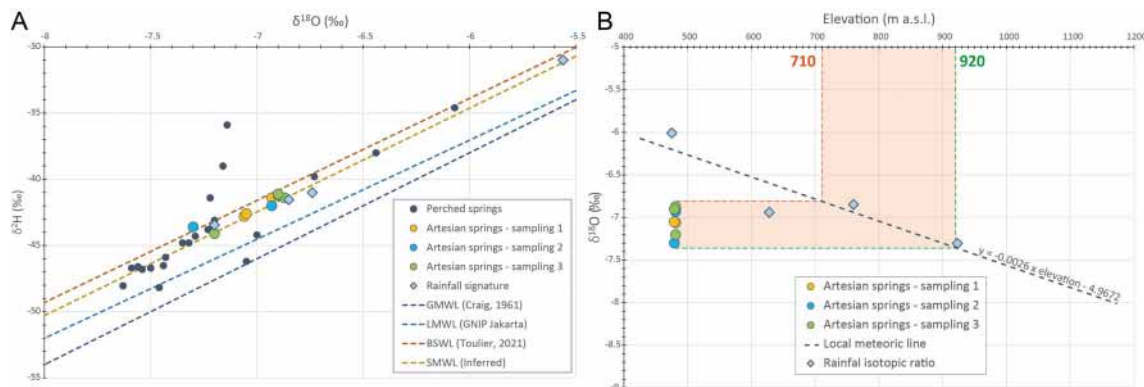 A
δ¹⁸O (‰)
-8 -7.5 -7 -6.5 -6 -5.5
-30
-35
-40
-45
-50
-55
δ²H (‰)
Perched springs
Artesian springs - sampling 1
Artesian springs - sampling 2
Artesian springs - sampling 3
Rainfall signature
GMWL (Craig, 1961)
LMWL (GNIP Jakarta)
BSWL (Toulier, 2021)
SMWL (Inferred)
B
Elevation (m a.s.l.)
400 500 600 700 800 900 1000 1100 1200
-5
-5.5
-6
-6.5
-7
-7.5
-8
-8.5
-9
δ¹⁸O (‰)
710
920
y = -0.0026 x elevation - 4.9672
Artesian springs - sampling 1
Artesian springs - sampling 2
Artesian springs - sampling 3
Local meteoric line
Rainfal isotopic ratio